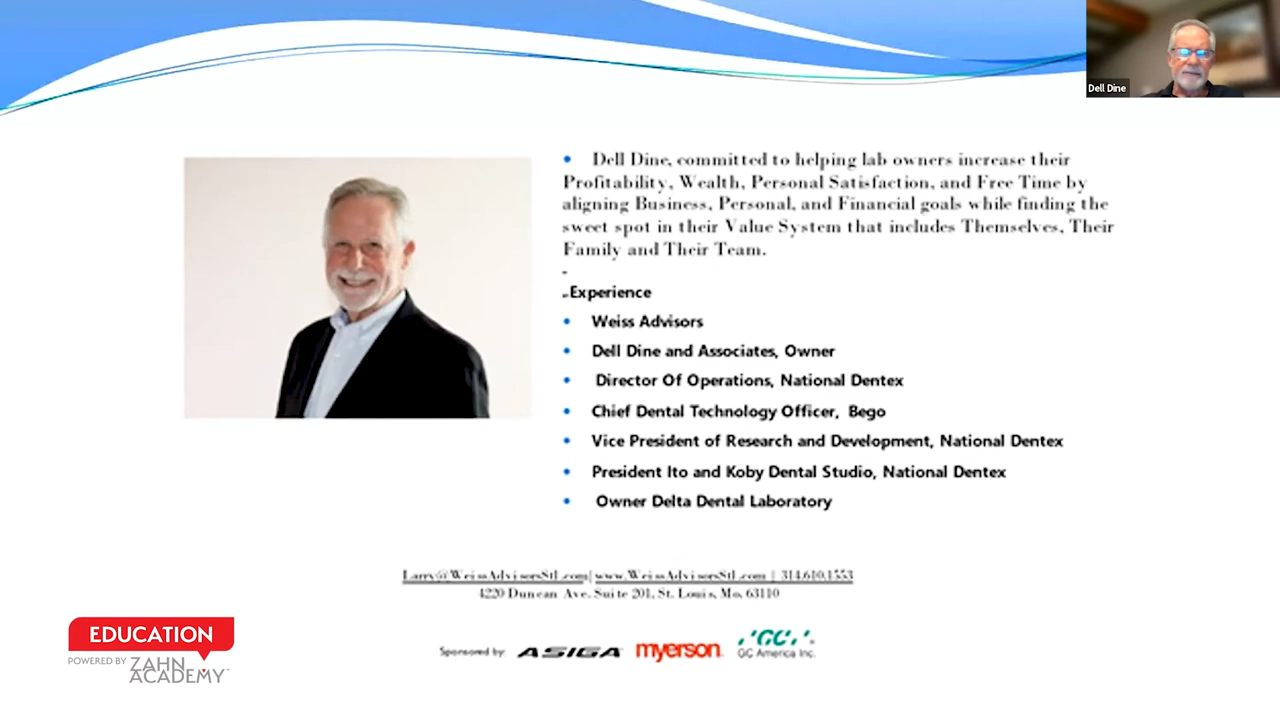 Dell Dine
• Dell Dine, committed to helping lab owners increase their
Profitability, Wealth, Personal Satisfaction, and Free Time by
aligning Business, Personal, and Financial goals while finding the
sweet spot in their Value System that includes Themselves, Their
Family and Their Team.
Experience
• Weiss Advisors
• Dell Dine and Associates, Owner
• Director Of Operations, National Dentex
• Chief Dental Technology Officer, Bego
• Vice President of Research and Development, National Dentex
• President Ito and Koby Dental Studio, National Dentex
• Owner Delta Dental Laboratory
Larry@WeissAdvisorsStl.com| www.WeissAdvisorsStl.com | 314.610.1553
4220 Duncan Ave. Suite 201, St. Louis, Mo. 63110
EDUCATION
POWERED BY ZAHN
ACADEMY
Sponsored by: ASIGA myerson GC
GC America Inc.